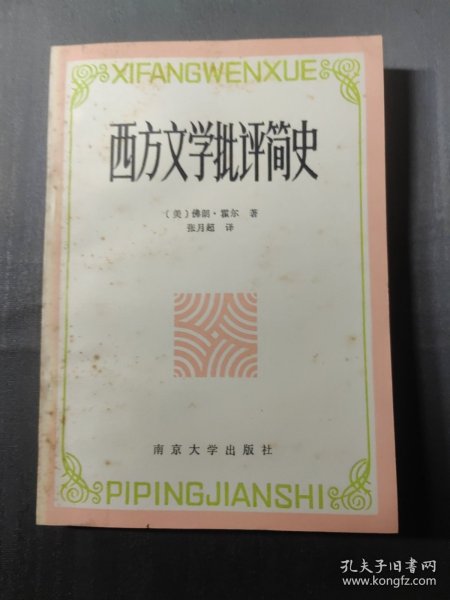 XIFANGWENXUE
西方文学批评简史
〔美〕佛朗·霍尔 著
张月超 译
南京大学出版社
PIPINGJIANSHI
孔夫子旧书网
www.kongfz.com